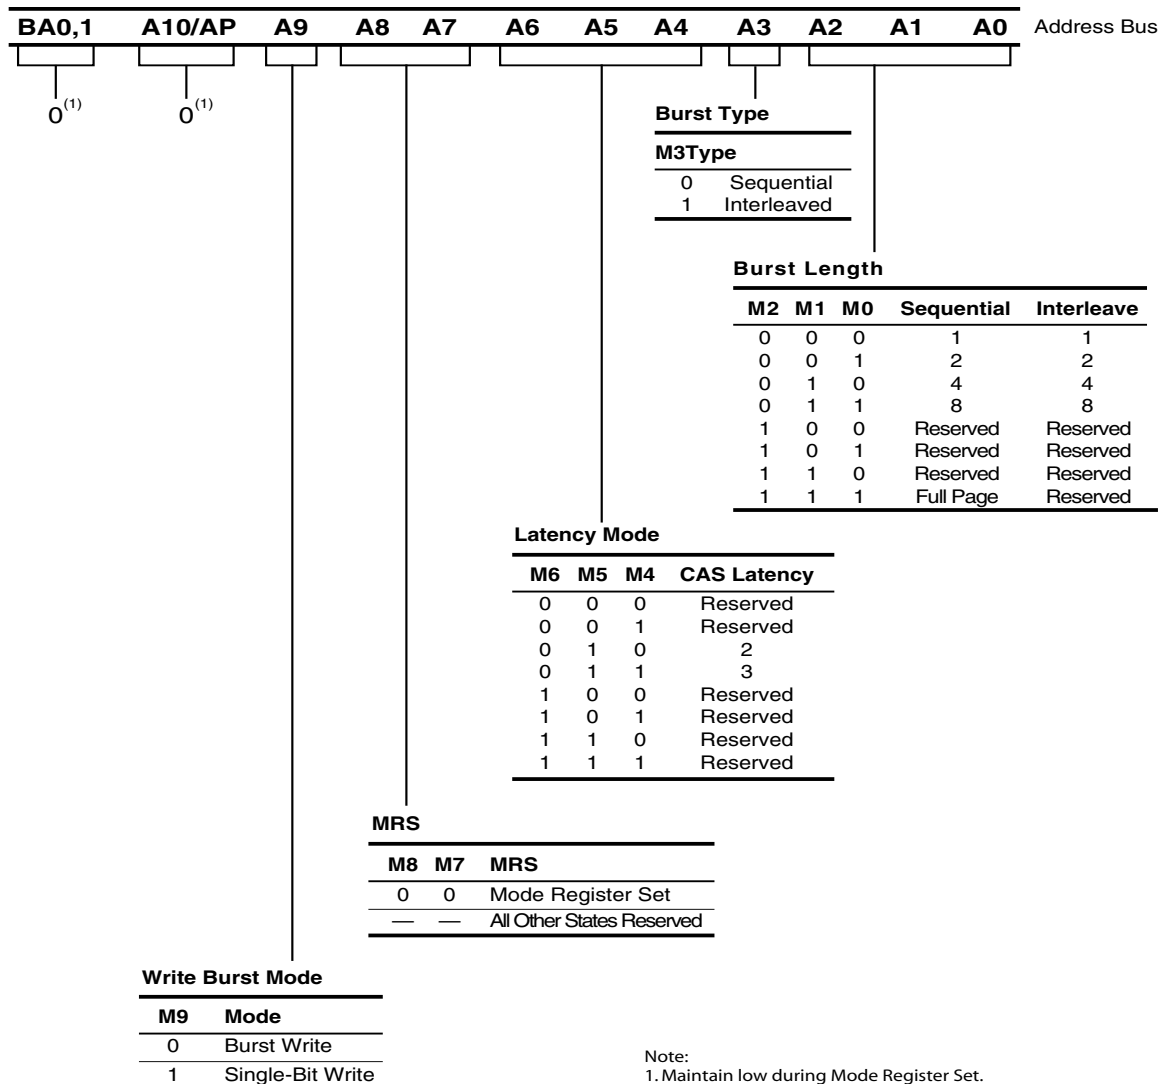 BA0,1 A10/AP A9 A8 A7 A6 A5 A4 A3 A2 A1 A0 Address Bus
0(1) 0(1)
Burst Type
M3Type
0 Sequential
1 Interleaved
Burst Length
M2 M1 M0 Sequential Interleave
0 0 0 1 1
0 0 1 2 2
0 1 0 4 4
0 1 1 8 8
1 0 0 Reserved Reserved
1 0 1 Reserved Reserved
1 1 0 Reserved Reserved
1 1 1 Full Page Reserved
Latency Mode
M6 M5 M4 CAS Latency
0 0 0 Reserved
0 0 1 Reserved
0 1 0 2
0 1 1 3
1 0 0 Reserved
1 0 1 Reserved
1 1 0 Reserved
1 1 1 Reserved
MRS
M8 M7 MRS
0 0 Mode Register Set
— — All Other States Reserved
Write Burst Mode
M9 Mode
0 Burst Write
1 Single-Bit Write
Note:
1. Maintain low during Mode Register Set.